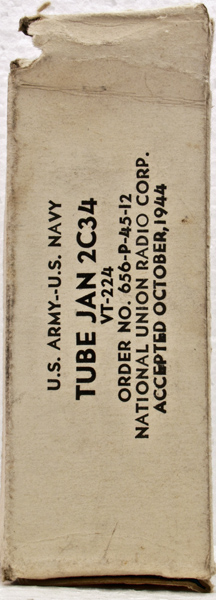 U.S. ARMY--U.S. NAVY
TUBE JAN 2C34
VT-224
ORDER NO. 656-P-45-12
NATIONAL UNION RADIO CORP.
ACCEPTED OCTOBER,1944